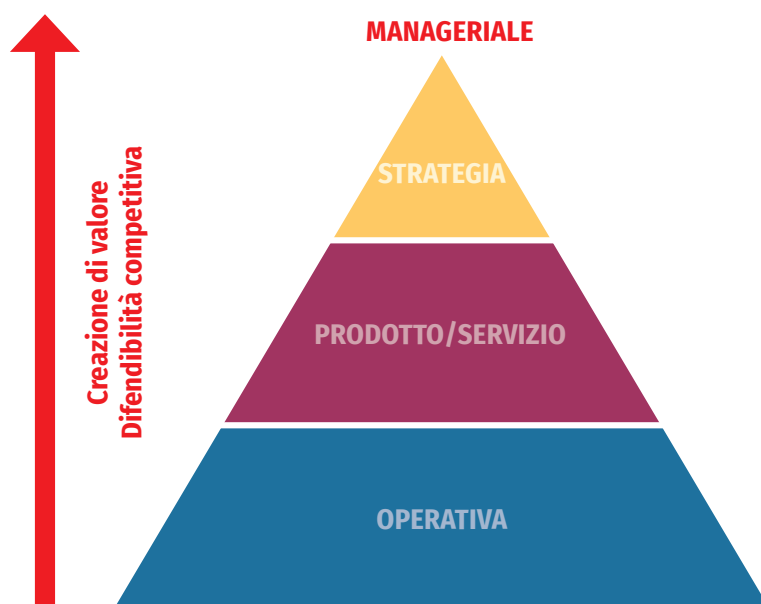 MANAGERIALE
STRATEGIA
PRODOTTO/SERVIZIO
OPERATIVA
Creazione di valore
Difendibilità competitiva